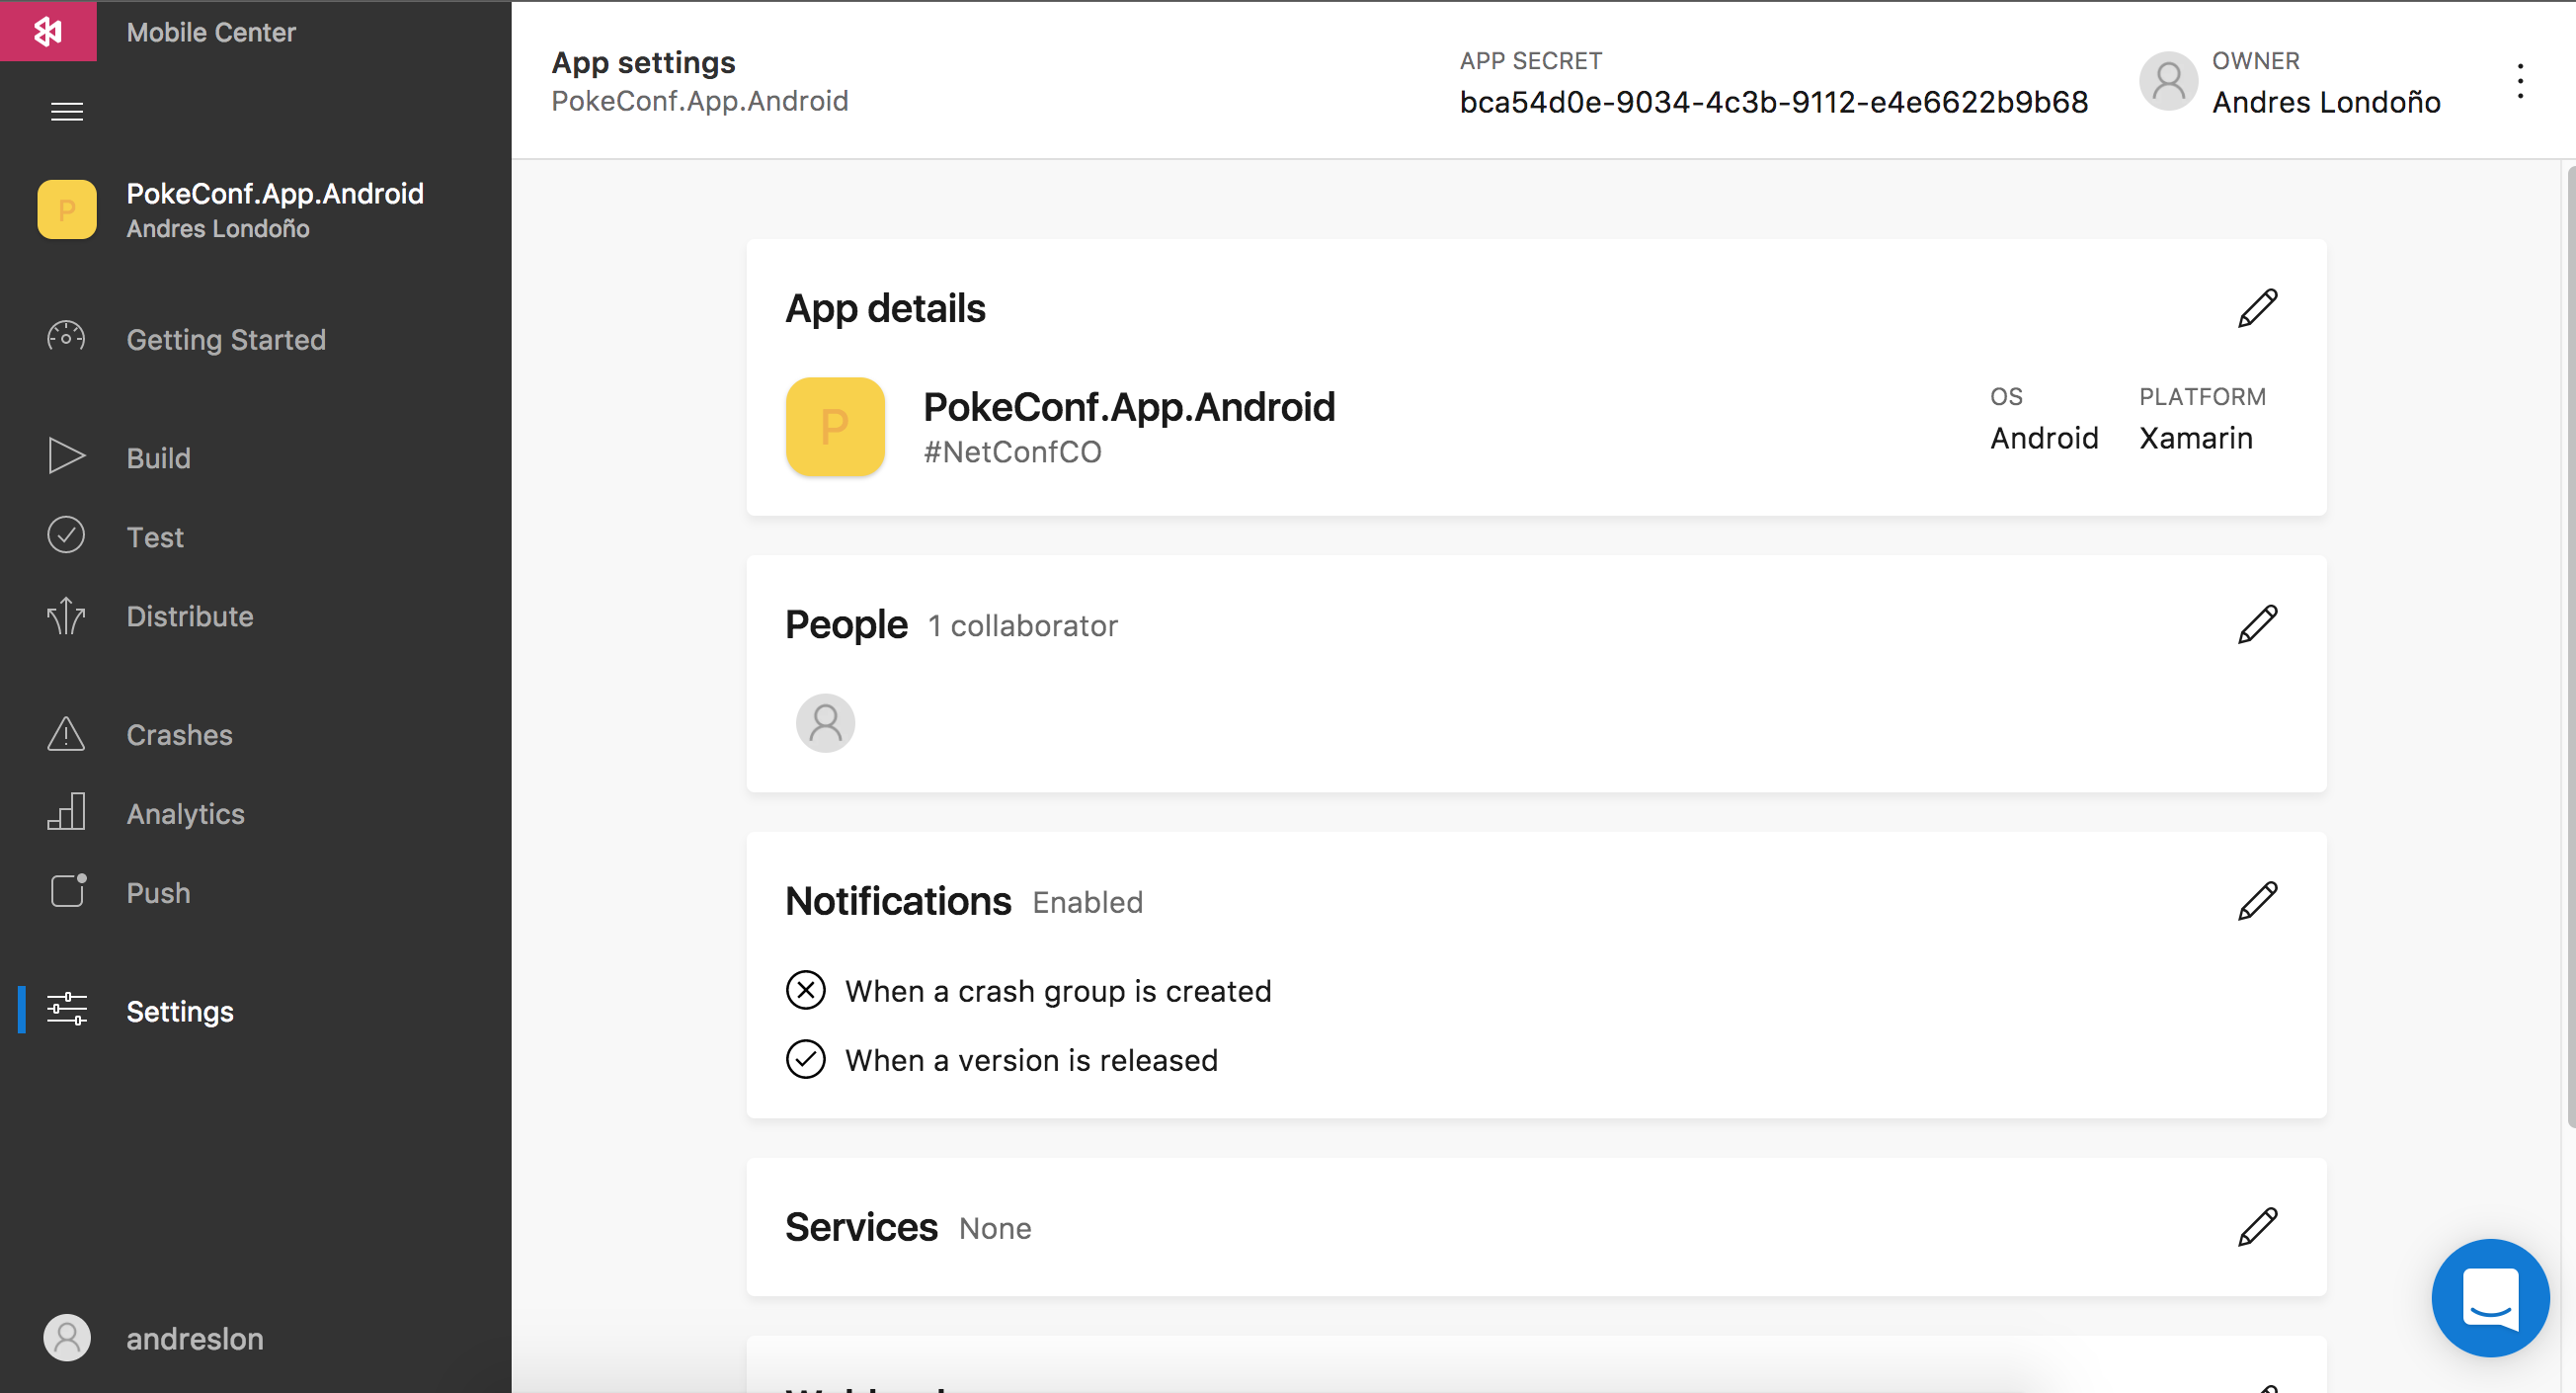 Mobile Center
PokeConf.App.Android
Andres Londoño
Getting Started
Build
Test
Distribute
Crashes
Analytics
Push
Settings
andreslon
App settings
PokeConf.App.Android
APP SECRET
bca54d0e-9034-4c3b-9112-e4e6622b9b68
OWNER
Andres Londoño
App details
P
PokeConf.App.Android
#NetConfCO
OS
Android
PLATFORM
Xamarin
People 1 collaborator
Notifications Enabled
When a crash group is created
When a version is released
Services None